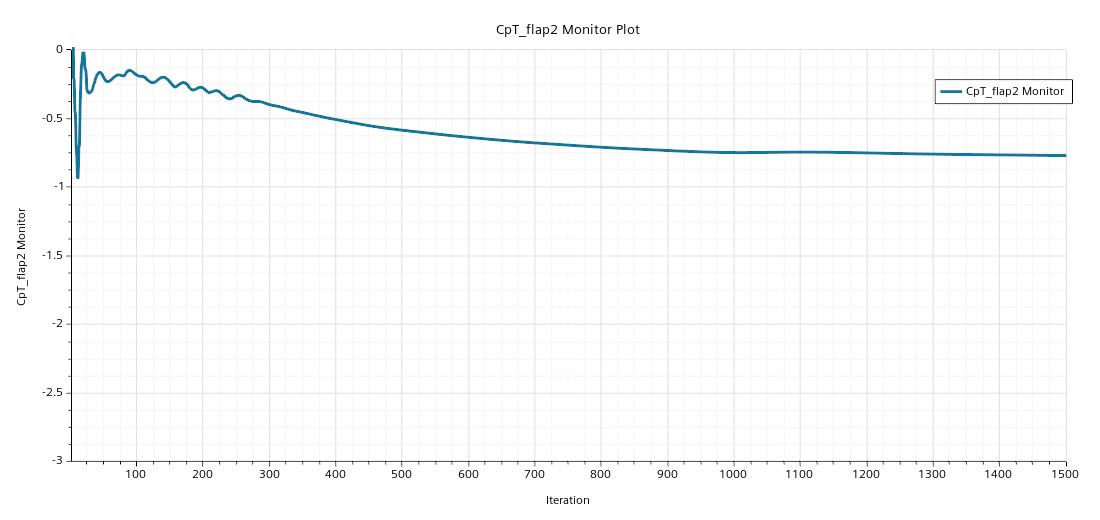 CpT_flap2 Monitor Plot
CpT_flap2 Monitor
0
-0.5
-1
-1.5
-2
-2.5
-3
CpT_flap2 Monitor
100 200 300 400 500 600 700 800 900 1000 1100 1200 1300 1400 1500
Iteration